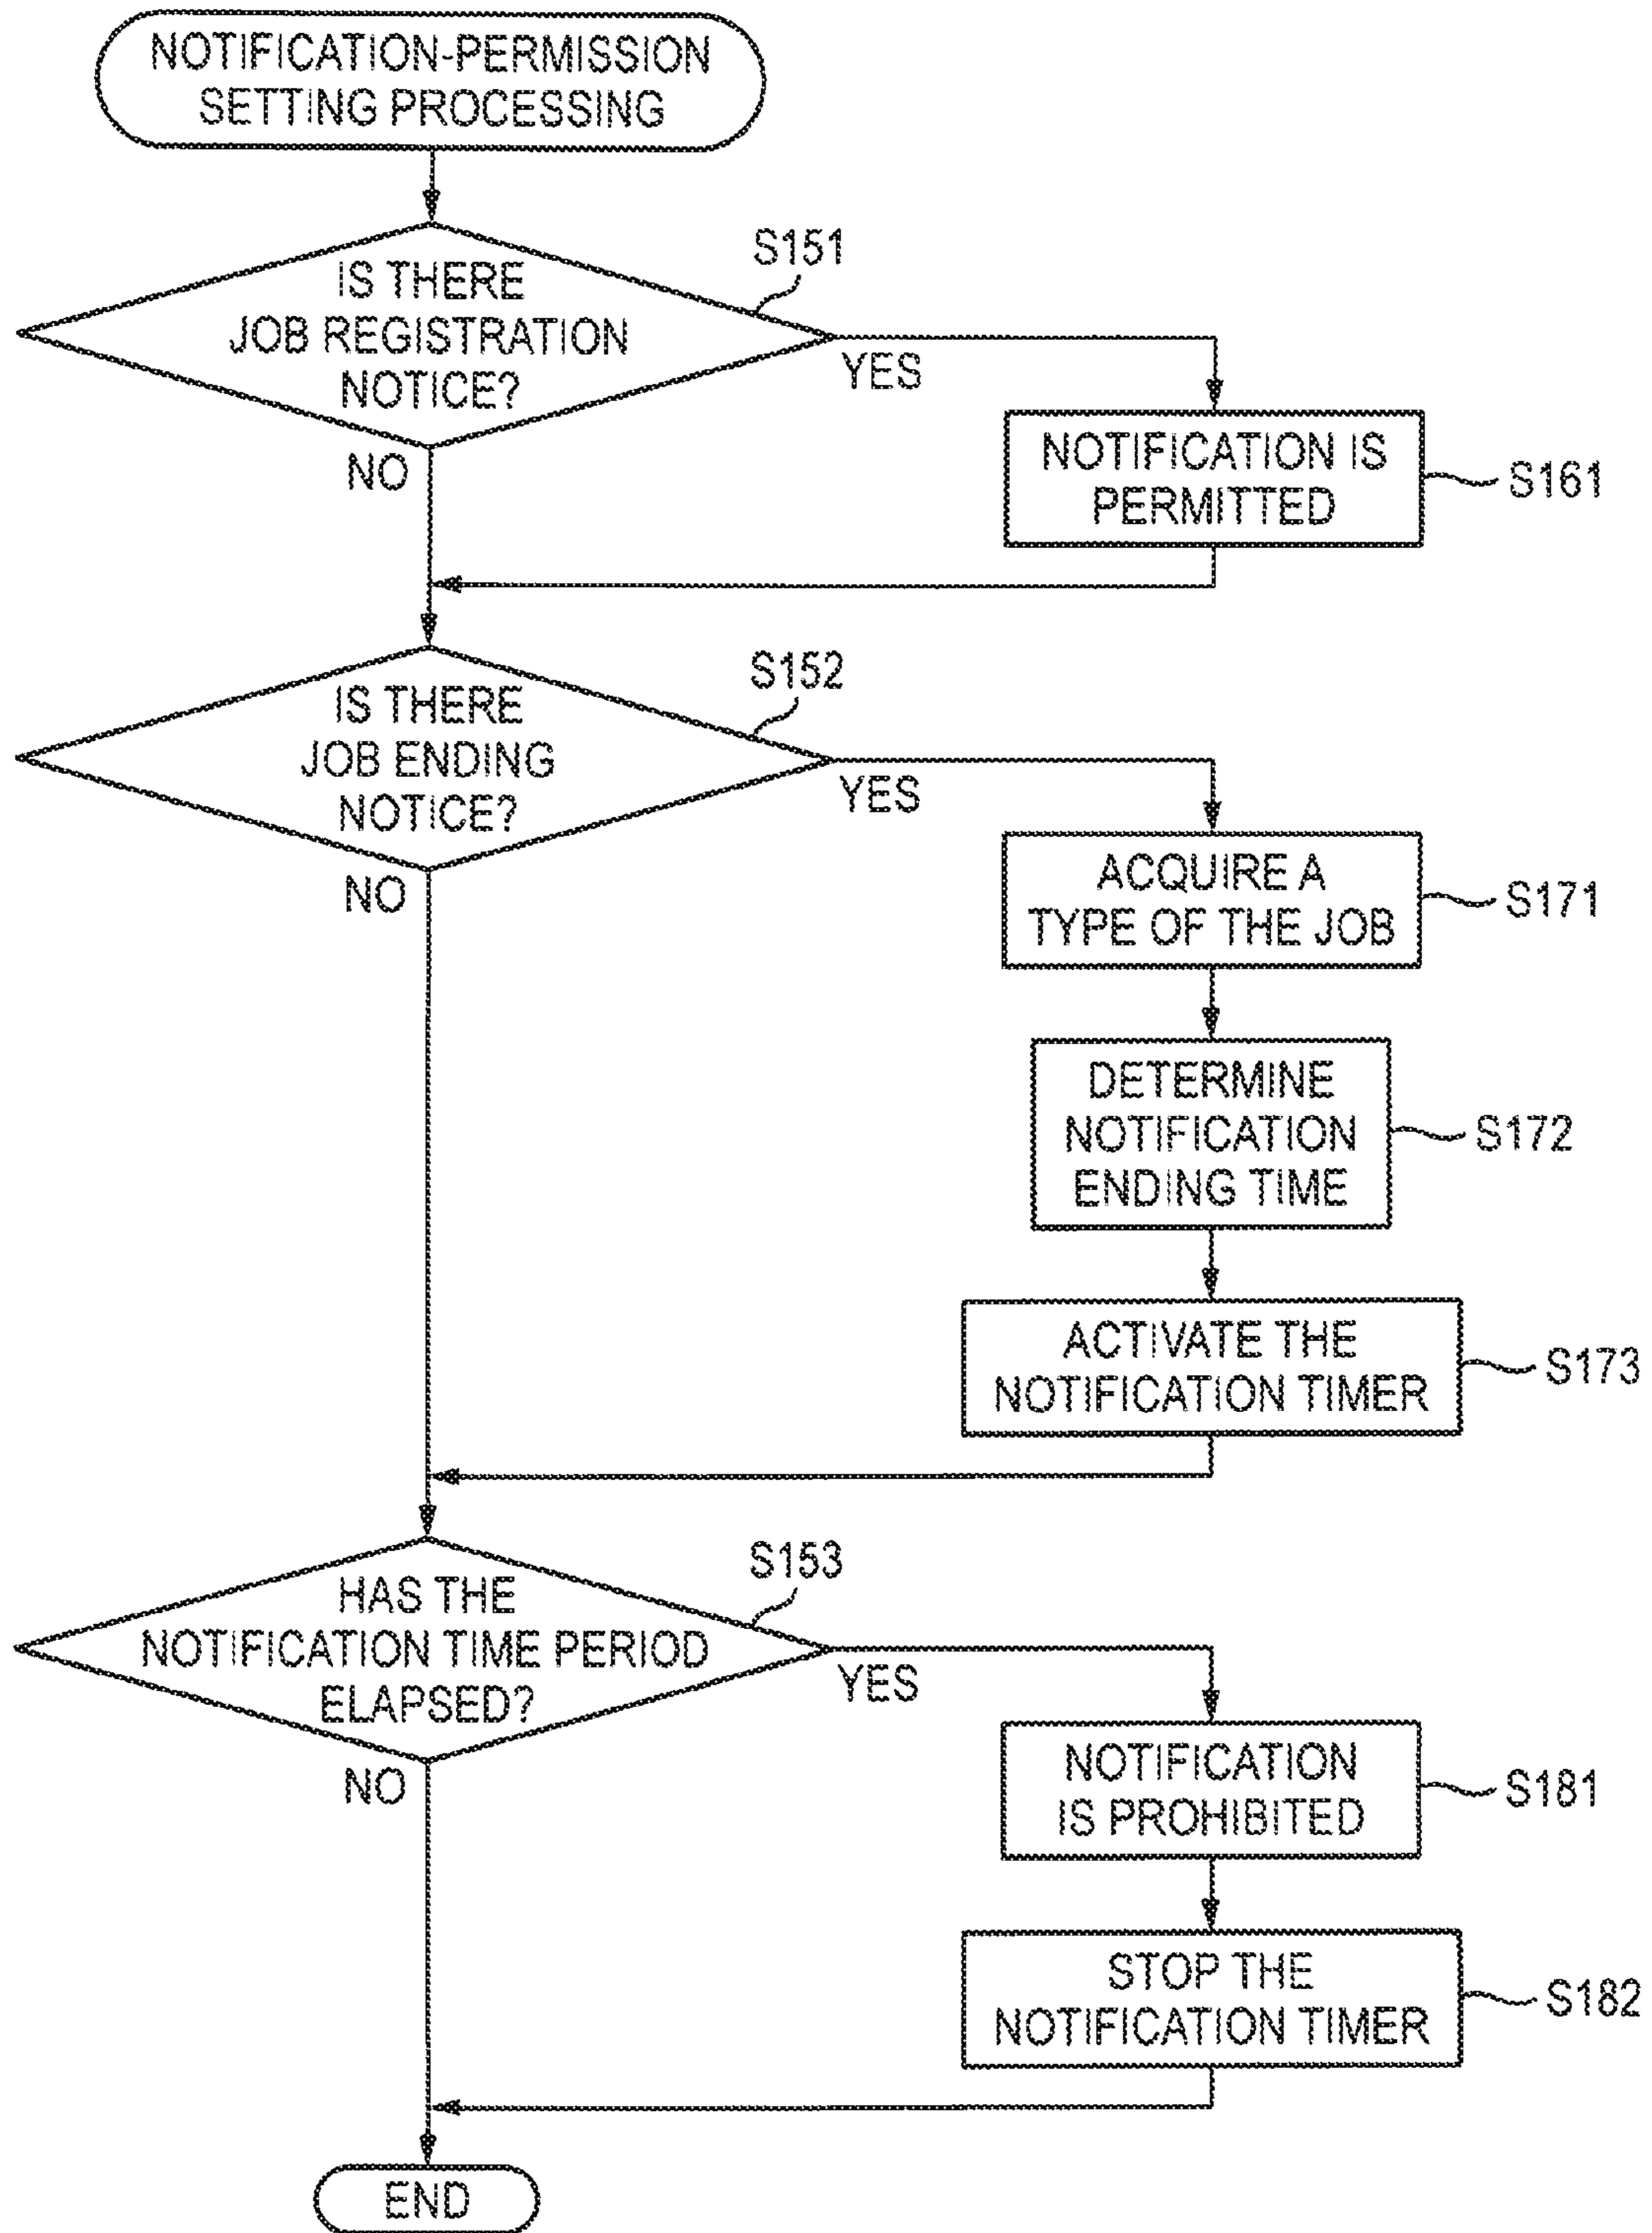 NOTIFICATION-PERMISSION
SETTING PROCESSING
S151
IS THERE
JOB REGISTRATION
NOTICE?
YES
NO
NOTIFICATION IS
PERMITTED
S161
S152
IS THERE
JOB ENDING
NOTICE?
YES
NO
ACQUIRE A
TYPE OF THE JOB
S171
DETERMINE
NOTIFICATION
ENDING TIME
S172
ACTIVATE THE
NOTIFICATION TIMER
S173
S153
HAS THE
NOTIFICATION TIME PERIOD
ELAPSED?
YES
NO
NOTIFICATION
IS PROHIBITED
S181
STOP THE
NOTIFICATION TIMER
S182
END